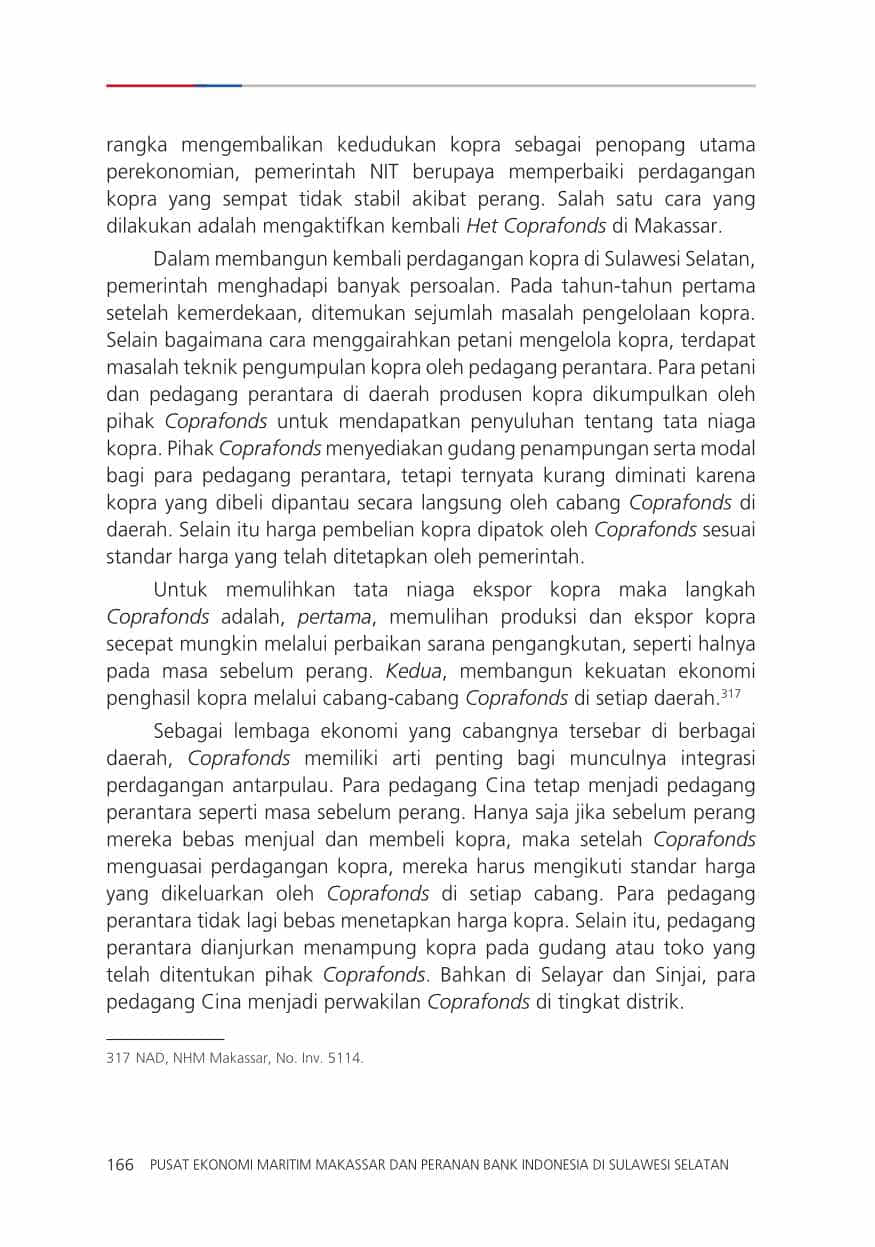 rangka mengembalikan kedudukan kopra sebagai penopang utama
perekonomian, pemerintah NIT berupaya memperbaiki perdagangan
kopra yang sempat tidak stabil akibat perang. Salah satu cara yang
dilakukan adalah mengaktifkan kembali Het Coprafonds di Makassar.
Dalam membangun kembali perdagangan kopra di Sulawesi Selatan,
pemerintah menghadapi banyak persoalan. Pada tahun-tahun pertama
setelah kemerdekaan, ditemukan sejumlah masalah pengelolaan kopra.
Selain bagaimana cara menggairahkan petani mengelola kopra, terdapat
masalah teknik pengumpulan kopra oleh pedagang perantara. Para petani
dan pedagang perantara di daerah produsen kopra dikumpulkan oleh
pihak Coprafonds untuk mendapatkan penyuluhan tentang tata niaga
kopra. Pihak Coprafonds menyediakan gudang penampungan serta modal
bagi para pedagang perantara, tetapi ternyata kurang diminati karena
kopra yang dibeli dipantau secara langsung oleh cabang Coprafonds di
daerah. Selain itu harga pembelian kopra dipatok oleh Coprafonds sesuai
standar harga yang telah ditetapkan oleh pemerintah.
Untuk memulihkan tata niaga ekspor kopra maka langkah
Coprafonds adalah, pertama, memulihan produksi dan ekspor kopra
secepat mungkin melalui perbaikan sarana pengangkutan, seperti halnya
pada masa sebelum perang. Kedua, membangun kekuatan ekonomi
penghasil kopra melalui cabang-cabang Coprafonds di setiap daerah.317
Sebagai lembaga ekonomi yang cabangnya tersebar di berbagai
daerah, Coprafonds memiliki arti penting bagi munculnya integrasi
perdagangan antarpulau. Para pedagang Cina tetap menjadi pedagang
perantara seperti masa sebelum perang. Hanya saja jika sebelum perang
mereka bebas menjual dan membeli kopra, maka setelah Coprafonds
menguasai perdagangan kopra, mereka harus mengikuti standar harga
yang dikeluarkan oleh Coprafonds di setiap cabang. Para pedagang
perantara tidak lagi bebas menetapkan harga kopra. Selain itu, pedagang
perantara dianjurkan menampung kopra pada gudang atau toko yang
telah ditentukan pihak Coprafonds. Bahkan di Selayar dan Sinjai, para
pedagang Cina menjadi perwakilan Coprafonds di tingkat distrik.
317 NAD, NHM Makassar, No. Inv. 5114.
166 PUSAT EKONOMI MARITIM MAKASSAR DAN PERANAN BANK INDONESIA DI SULAWESI SELATAN